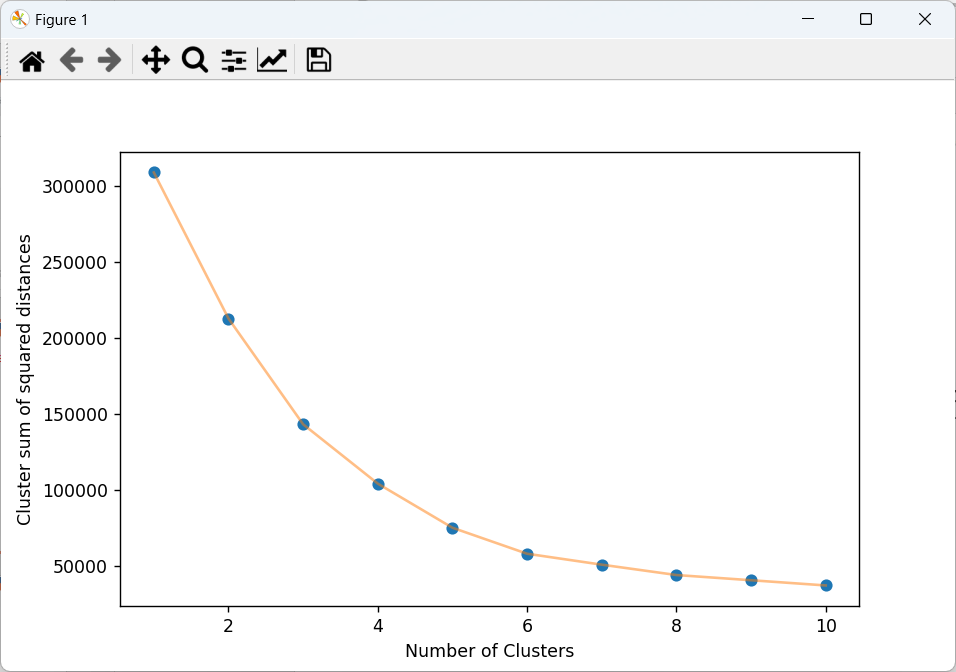 Figure 1
300000
250000
200000
150000
100000
50000
Cluster sum of squared distances
2 4 6 8 10
Number of Clusters